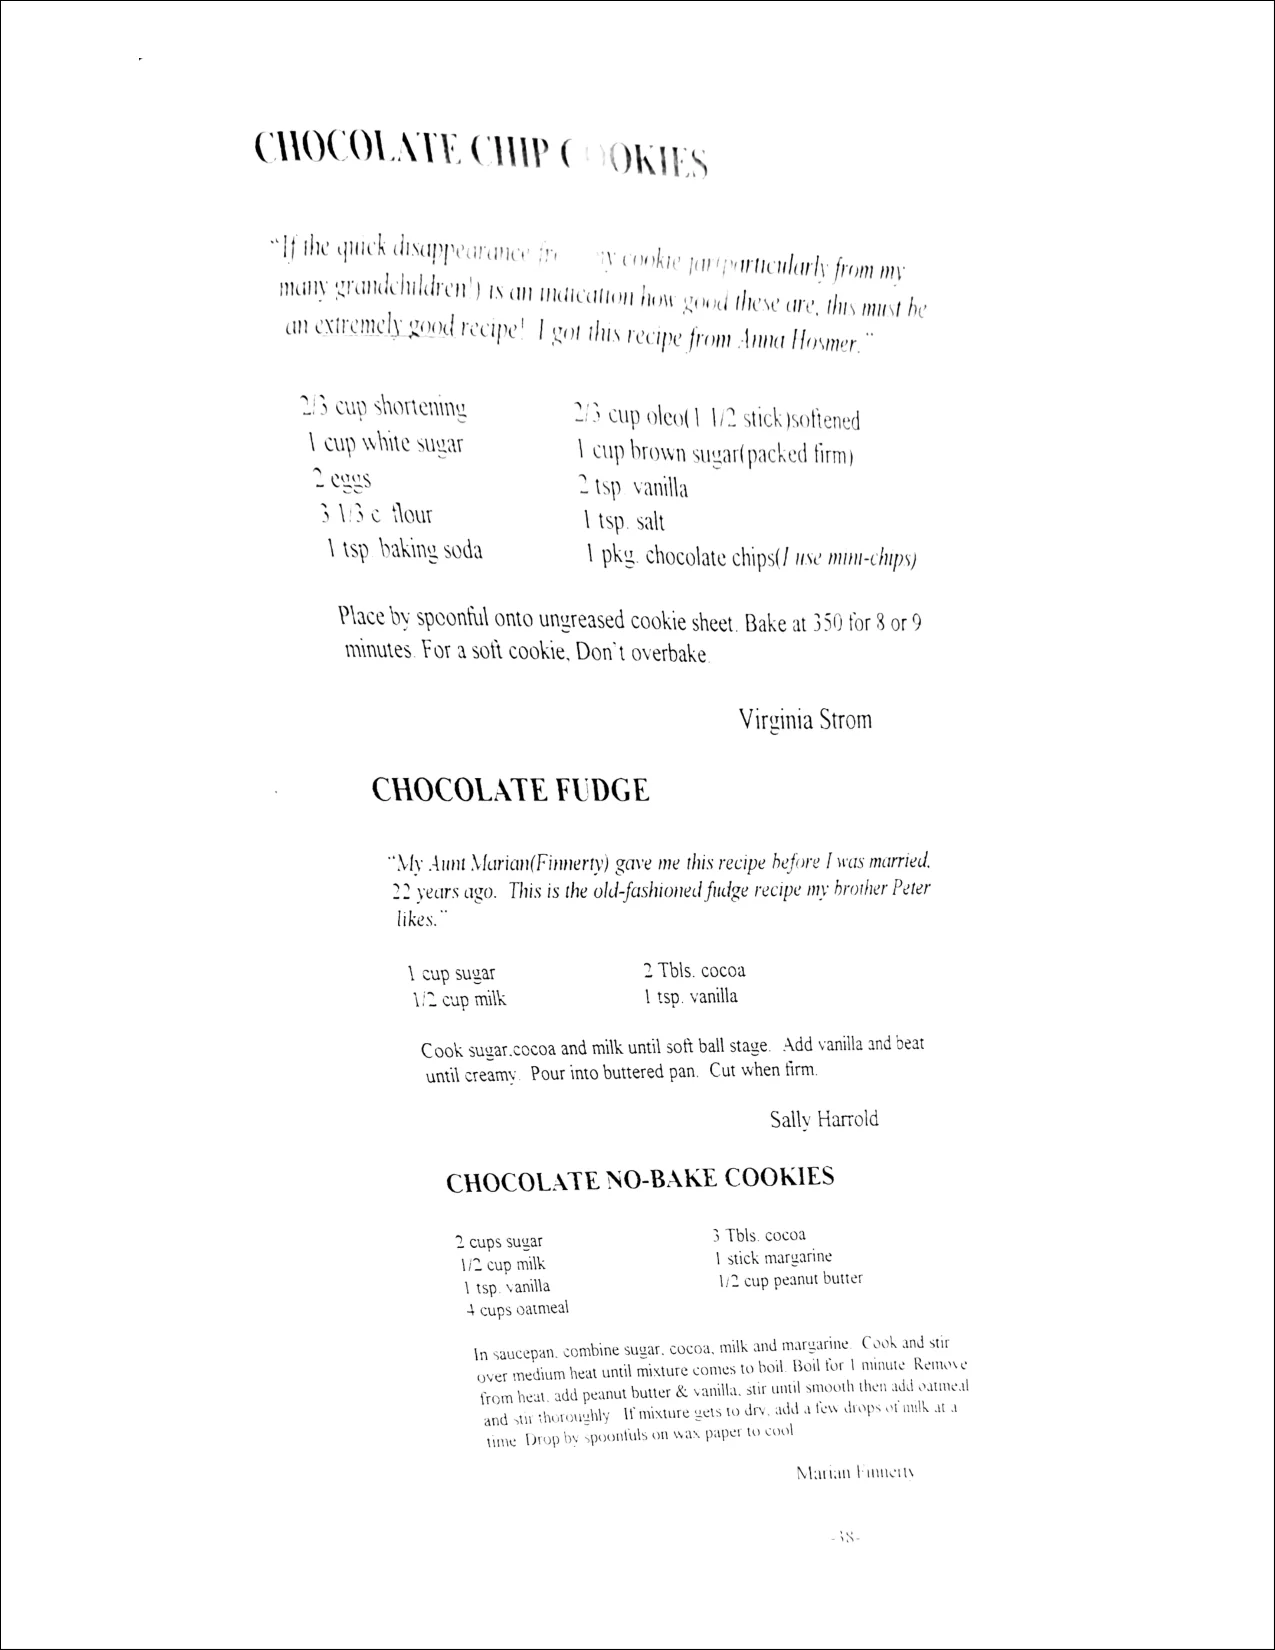 CHOCOLATE CHIP COOKIES
"If the quick disappearance my cookie jar(particularly from my
many grandchildren!) is an indication how good these are, this must be
an extremely good recipe! I got this recipe from Anna Hosmer."
2/3 cup shortening 2/3 cup oleo(1 1/2 stick)softened
1 cup white sugar 1 cup brown sugar(packed firm)
2 eggs 2 tsp. vanilla
3 1/3 c. flour 1 tsp. salt
1 tsp. baking soda 1 pkg. chocolate chips(I use mini-chips)
Place by spoonful onto ungreased cookie sheet. Bake at 350 for 8 or 9
minutes. For a soft cookie, Don't overbake.
Virginia Strom
CHOCOLATE FUDGE
"My Aunt Marian(Finnerty) gave me this recipe before I was married,
22 years ago. This is the old-fashioned fudge recipe my brother Peter
likes."
1 cup sugar 2 Tbls. cocoa
1/2 cup milk 1 tsp. vanilla
Cook sugar,cocoa and milk until soft ball stage. Add vanilla and beat
until creamy. Pour into buttered pan. Cut when firm.
Sally Harrold
CHOCOLATE NO-BAKE COOKIES
2 cups sugar 3 Tbls. cocoa
1/2 cup milk 1 stick margarine
1 tsp. vanilla 1/2 cup peanut butter
4 cups oatmeal
In saucepan, combine sugar, cocoa, milk and margarine. Cook and stir
over medium heat until mixture comes to boil. Boil for 1 minute. Remove
from heat, add peanut butter & vanilla, stir until smooth then add oatmeal
and stir thoroughly. If mixture gets to dry, add a few drops of milk at a
time. Drop by spoonfuls on wax paper to cool.
Marian Finnerty
-38-